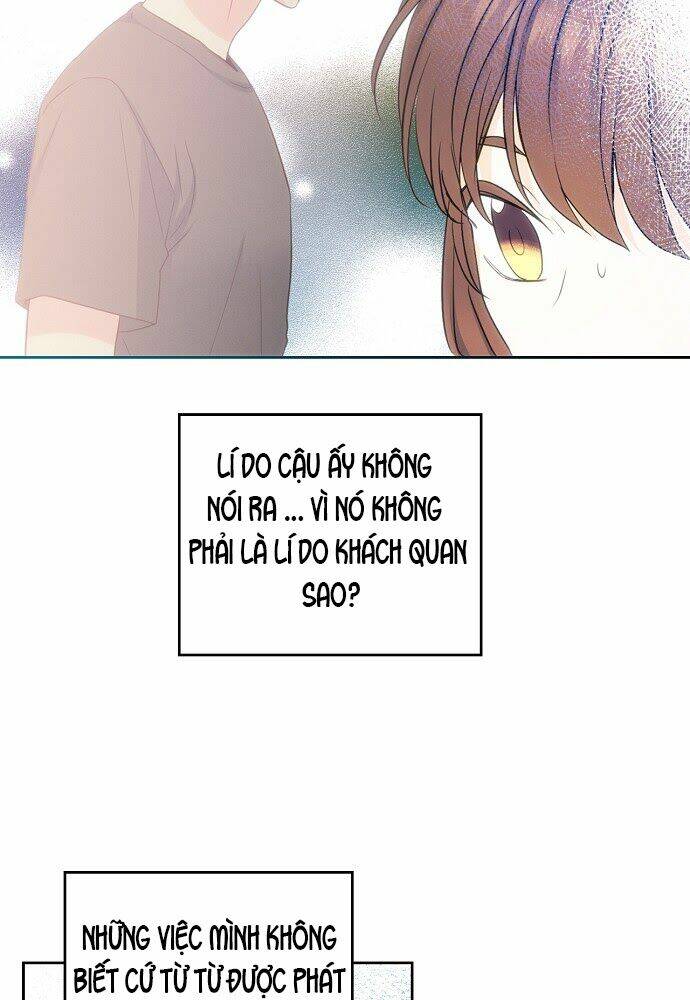 LÍ DO CẬU ẤY KHÔNG
NÓI RA ... VÌ NÓ KHÔNG
PHẢI LÀ LÍ DO KHÁCH QUAN
SAO?
NHỮNG VIỆC MÌNH KHÔNG
BIẾT CỨ TỪ TỪ ĐƯỢC PHÁT